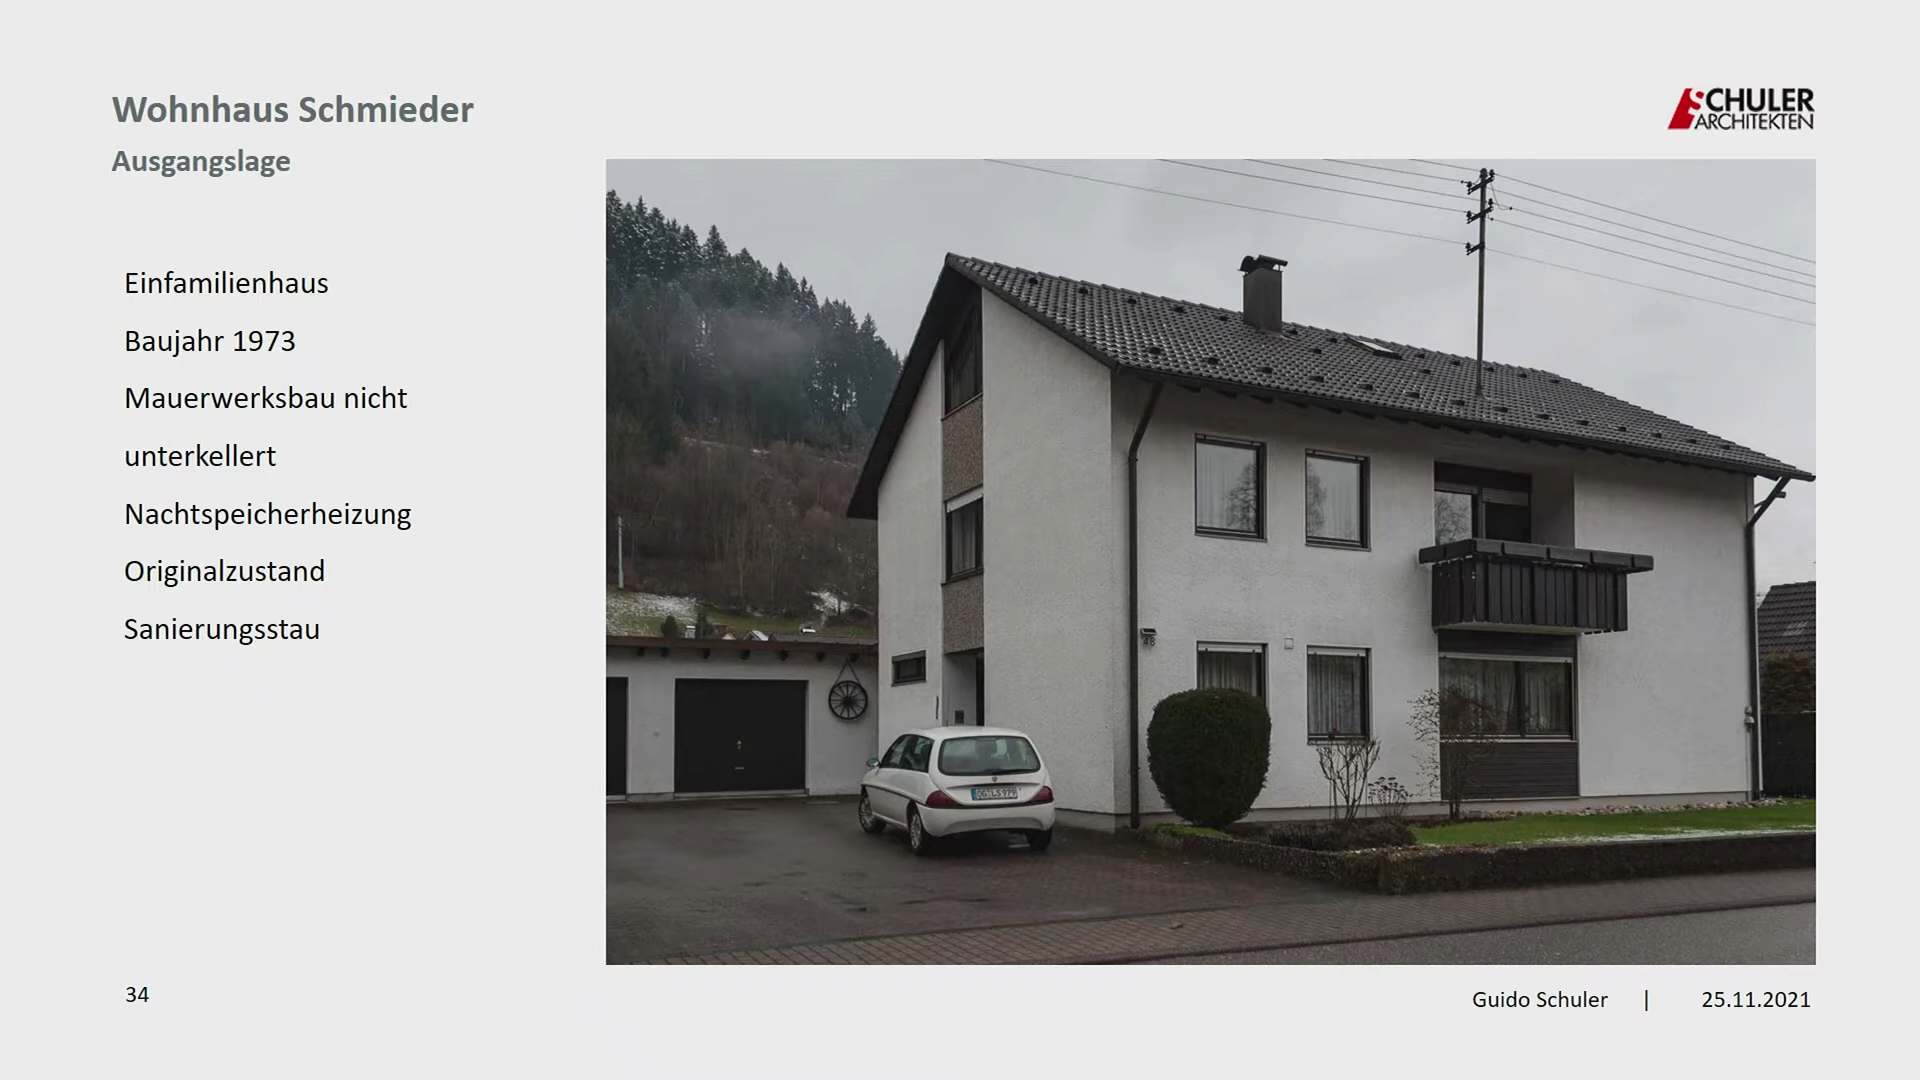 Wohnhaus Schmieder
SCHULER
ARCHITEKTEN
Ausgangslage
Einfamilienhaus
Baujahr 1973
Mauerwerksbau nicht
unterkellert
Nachtspeicherheizung
Originalzustand
Sanierungsstau
48
34
Guido Schuler | 25.11.2021